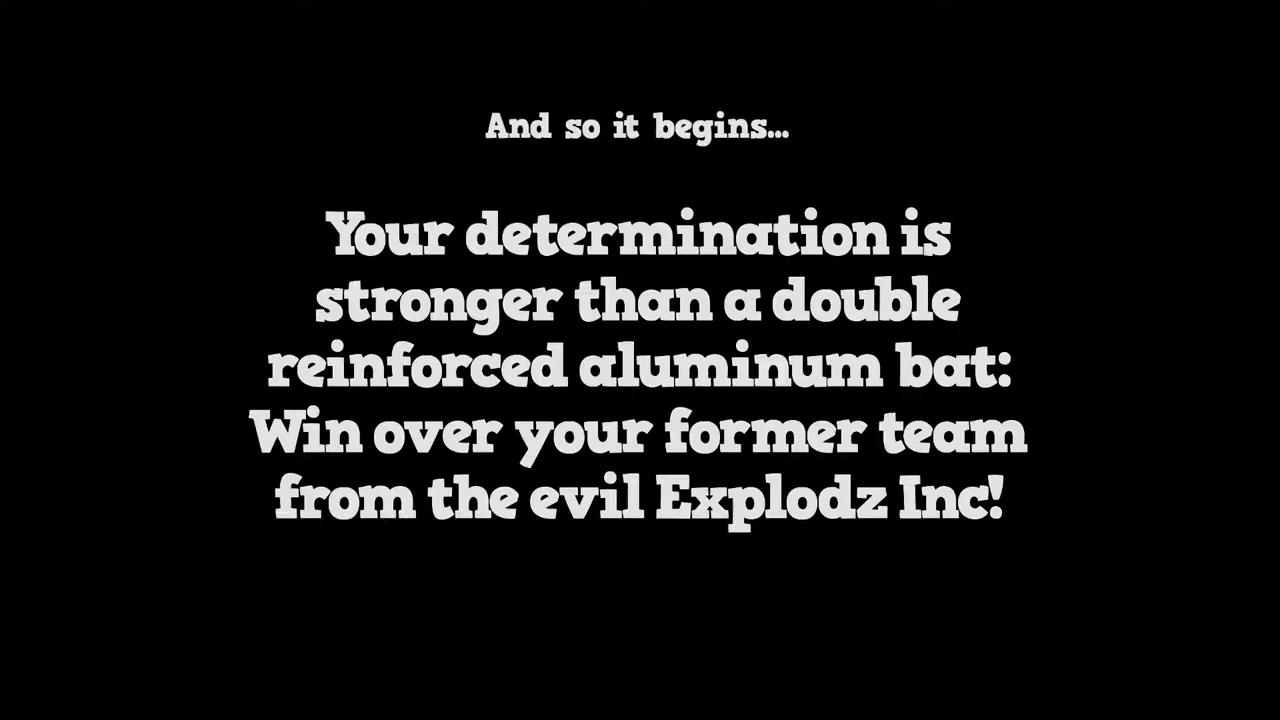 And so it begins...
Your determination is
stronger than a double
reinforced aluminum bat:
Win over your former team
from the evil Explodz Inc!